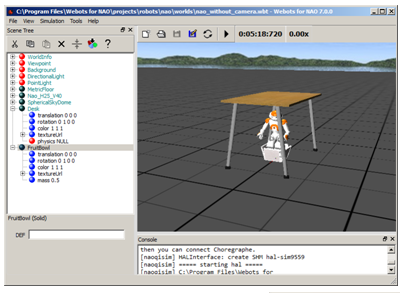 C:\Program Files\Webots for NAO\projects\robots\nao\worlds\nao_without_camera.wbt - Webots for NAO 7.0.0
File View Simulation Tools Help
Scene Tree
0:05:18:720 0.00x
WorldInfo
Viewpoint
Background
DirectionalLight
PointLight
MetricFloor
Nao_H25_V40
SphericalSkyDome
Desk
translation 0 0 0
rotation 0 1 0 0
color 1 1 1
textureUrl
physics NULL
FruitBowl
translation 0 0 0
rotation 0 1 0 0
color 1 1 1
textureUrl
mass 0.5
FruitBowl (Solid)
DEF
Console
then you can connect Choregraphe.
[naoqisim] HALInterface: create SHM hal-sim9559
[naoqisim] ===== starting hal =====
[naoqisim] C:\Program Files\Webots for